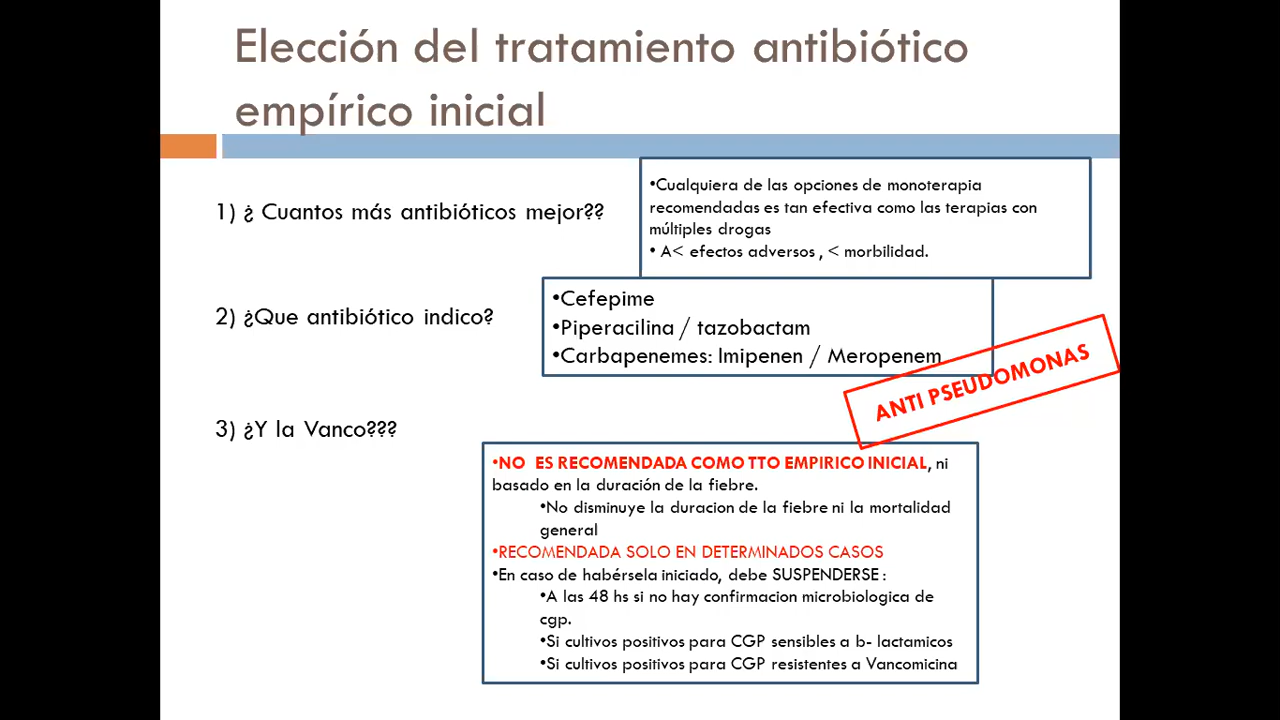 Elección del tratamiento antibiótico
empírico inicial
1) ¿ Cuantos más antibióticos mejor??
•Cualquiera de las opciones de monoterapia
recomendadas es tan efectiva como las terapias con
múltiples drogas
• A< efectos adversos , < morbilidad.
2) ¿Que antibiótico indico?
•Cefepime
•Piperacilina / tazobactam
•Carbapenemes: Imipenen / Meropenem
ANTI PSEUDOMONAS
3) ¿Y la Vanco???
•NO ES RECOMENDADA COMO TTO EMPIRICO INICIAL, ni
basado en la duración de la fiebre.
•No disminuye la duracion de la fiebre ni la mortalidad
general
•RECOMENDADA SOLO EN DETERMINADOS CASOS
•En caso de habérsela iniciado, debe SUSPENDERSE :
•A las 48 hs si no hay confirmacion microbiologica de
cgp.
•Si cultivos positivos para CGP sensibles a b- lactamicos
•Si cultivos positivos para CGP resistentes a Vancomicina